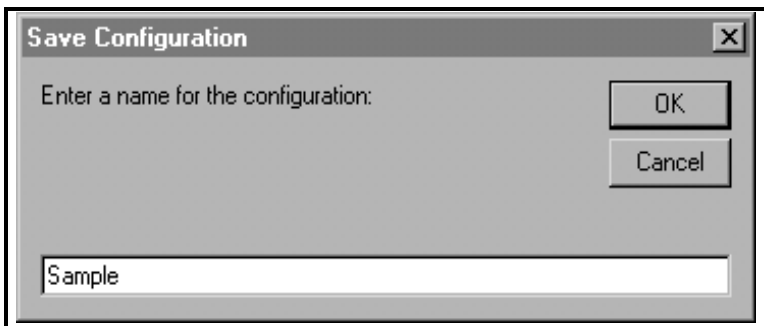 Save Configuration
Enter a name for the configuration:
OK
Cancel
Sample